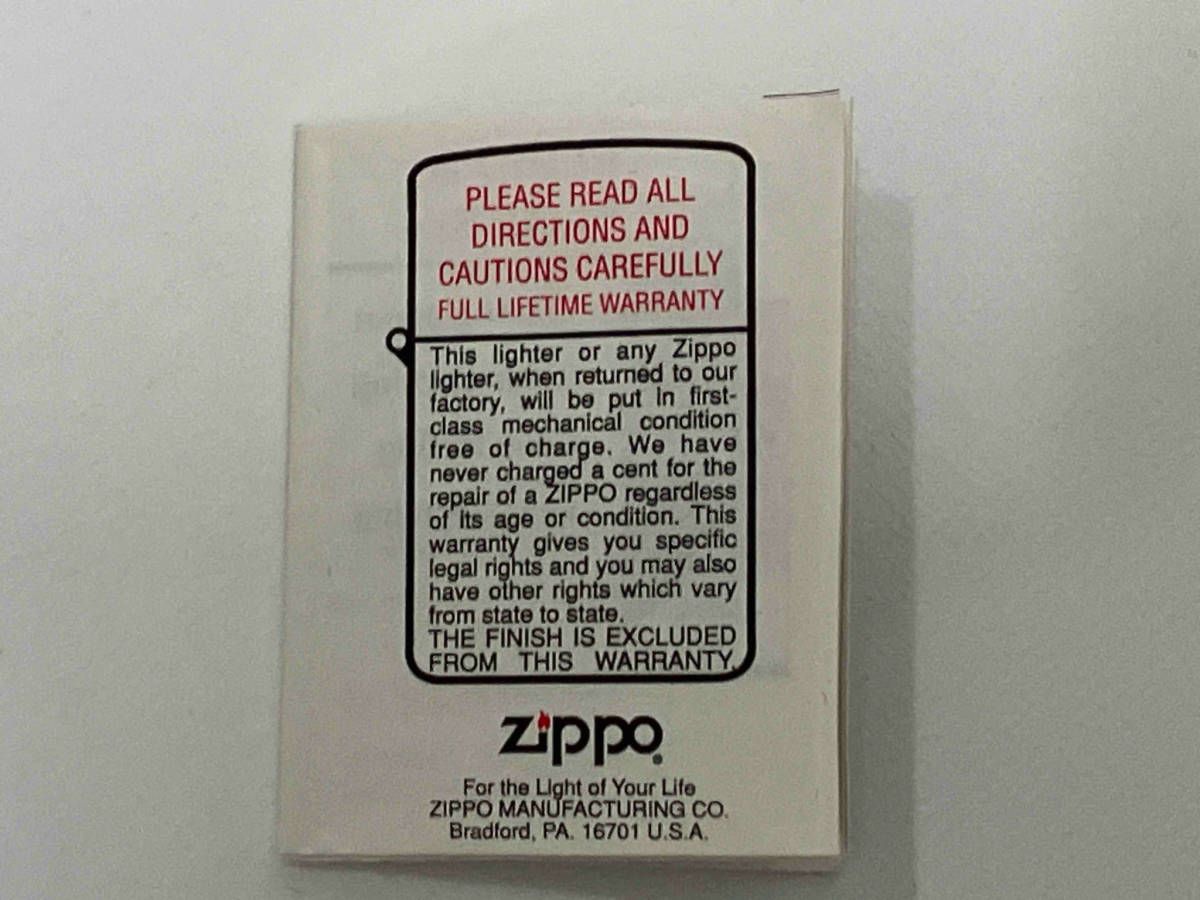 PLEASE READ ALL
DIRECTIONS AND
CAUTIONS CAREFULLY
FULL LIFETIME WARRANTY
This lighter or any Zippo
lighter, when returned to our
factory, will be put in first-
class mechanical condition
free of charge. We have
never charged a cent for the
repair of a ZIPPO regardless
of its age or condition. This
warranty gives you specific
legal rights and you may also
have other rights which vary
from state to state.
THE FINISH IS EXCLUDED
FROM THIS WARRANTY.
zippo®
For the Light of Your Life
ZIPPO MANUFACTURING CO.
Bradford, PA. 16701 U.S.A.